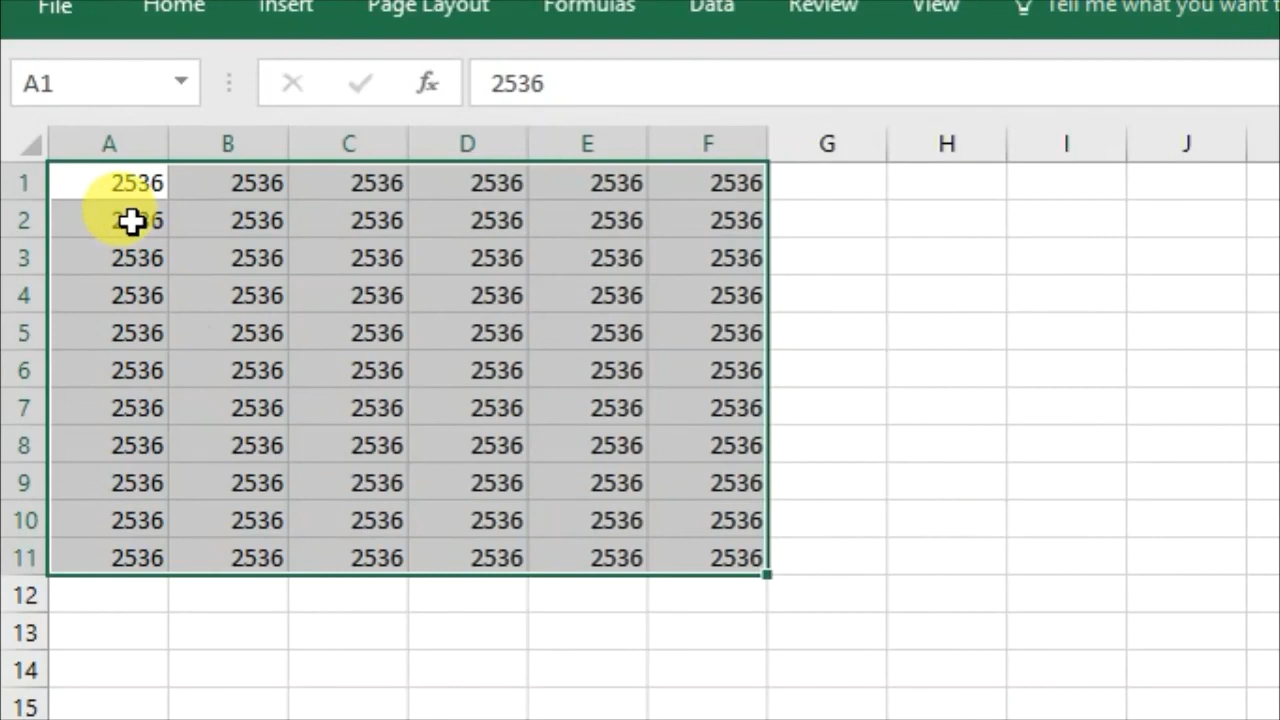 File Home Insert Page Layout Formulas Data Review View Tell me what you want
A1 fx 2536
A B C D E F G H I J
1 2536 2536 2536 2536 2536 2536
2 2536 2536 2536 2536 2536
3 2536 2536 2536 2536 2536 2536
4 2536 2536 2536 2536 2536 2536
5 2536 2536 2536 2536 2536 2536
6 2536 2536 2536 2536 2536 2536
7 2536 2536 2536 2536 2536 2536
8 2536 2536 2536 2536 2536 2536
9 2536 2536 2536 2536 2536 2536
10 2536 2536 2536 2536 2536 2536
11 2536 2536 2536 2536 2536 2536
12
13
14
15